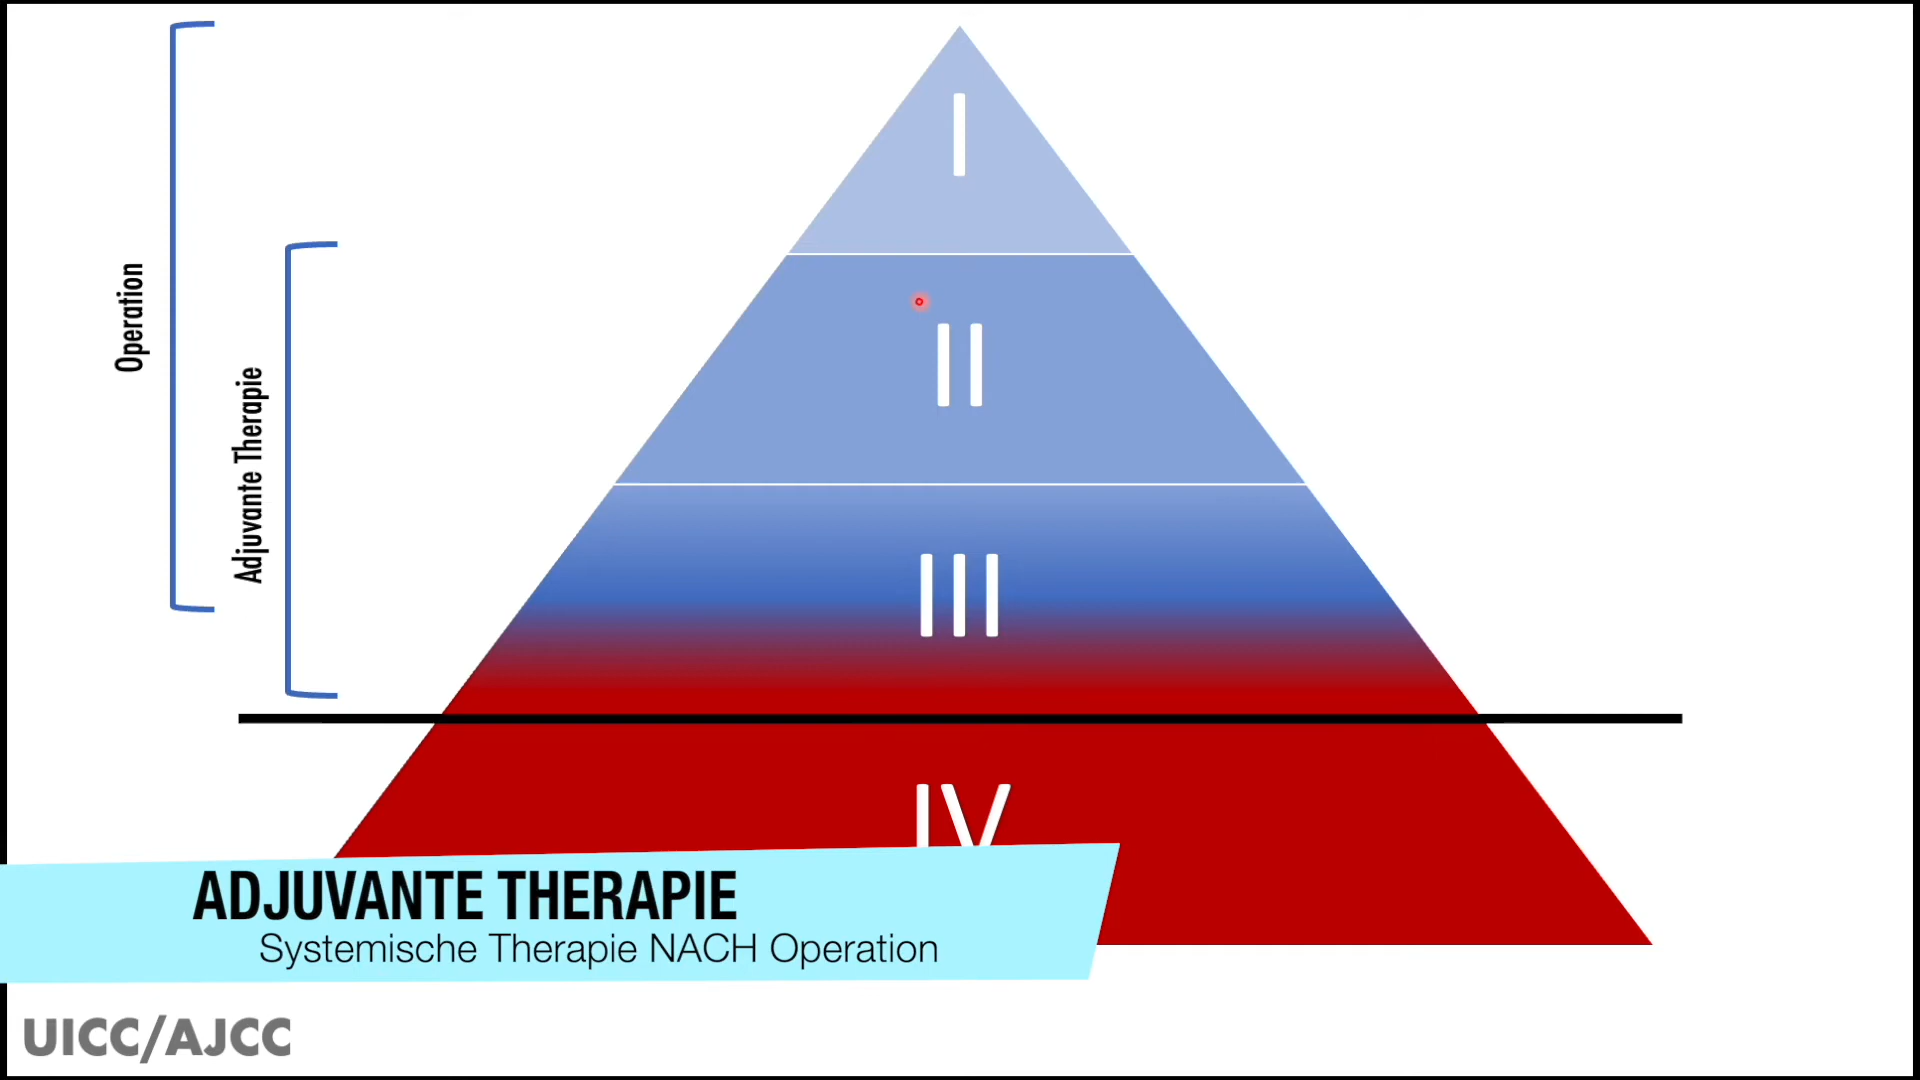 Operation
Adjuvante Therapie
I
II
III
IV
ADJUVANTE THERAPIE
Systemische Therapie NACH Operation
UICC/AJCC